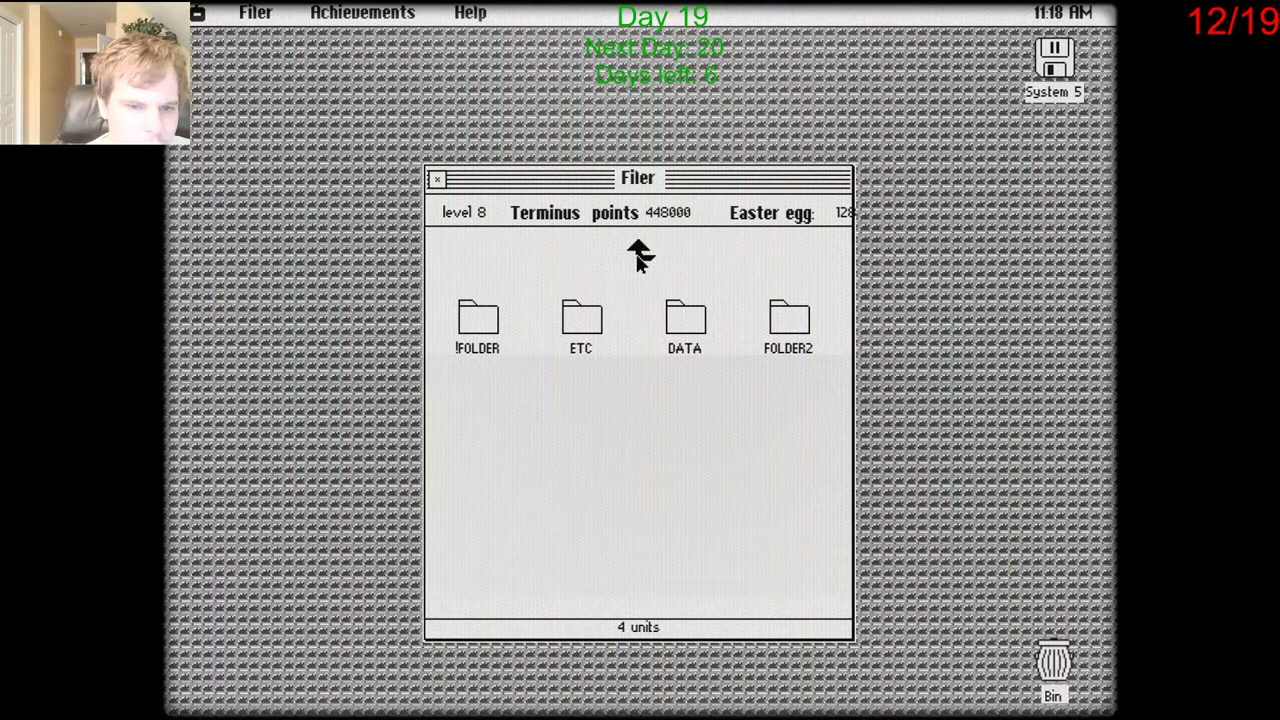 Filer Achievements Help 11:18 AM
Day 19
Next Day: 20
Days left: 6
12/19
System 5
Filer
level 8 Terminus points 448000 Easter egg: 128
!FOLDER ETC DATA FOLDER2
4 units
Bin